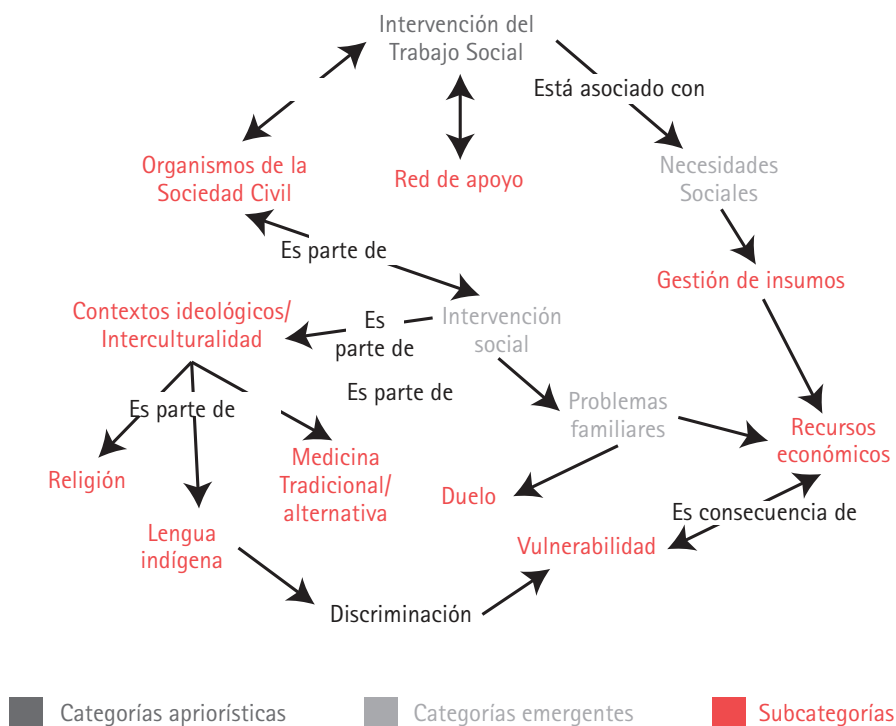 Intervención del
Trabajo Social
Está asociado con
Organismos de la
Sociedad Civil
Red de apoyo
Necesidades
Sociales
Es parte de
Gestión de insumos
Contextos ideológicos/
Interculturalidad
Es
parte de
Intervención
social
Es parte de
Problemas
familiares
Es parte de
Recursos
económicos
Religión
Medicina
Tradicional/
alternativa
Duelo
Es consecuencia de
Lengua
indígena
Vulnerabilidad
Discriminación
Categorías apriorísticas
Categorías emergentes
Subcategorías